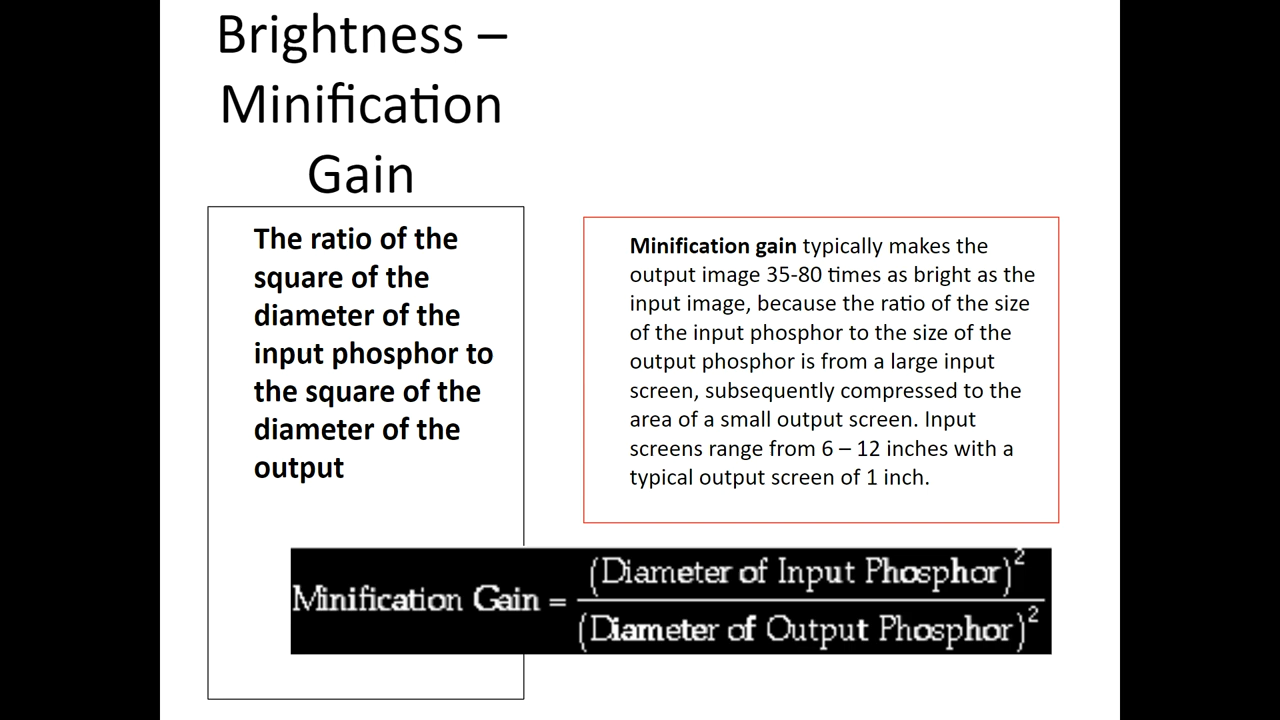 Brightness –
Minification
Gain
The ratio of the
square of the
diameter of the
input phosphor to
the square of the
diameter of the
output
Minification gain typically makes the
output image 35-80 times as bright as the
input image, because the ratio of the size
of the input phosphor to the size of the
output phosphor is from a large input
screen, subsequently compressed to the
area of a small output screen. Input
screens range from 6 – 12 inches with a
typical output screen of 1 inch.
Minification Gain = (Diameter of Input Phosphor)² / (Diameter of Output Phosphor)²